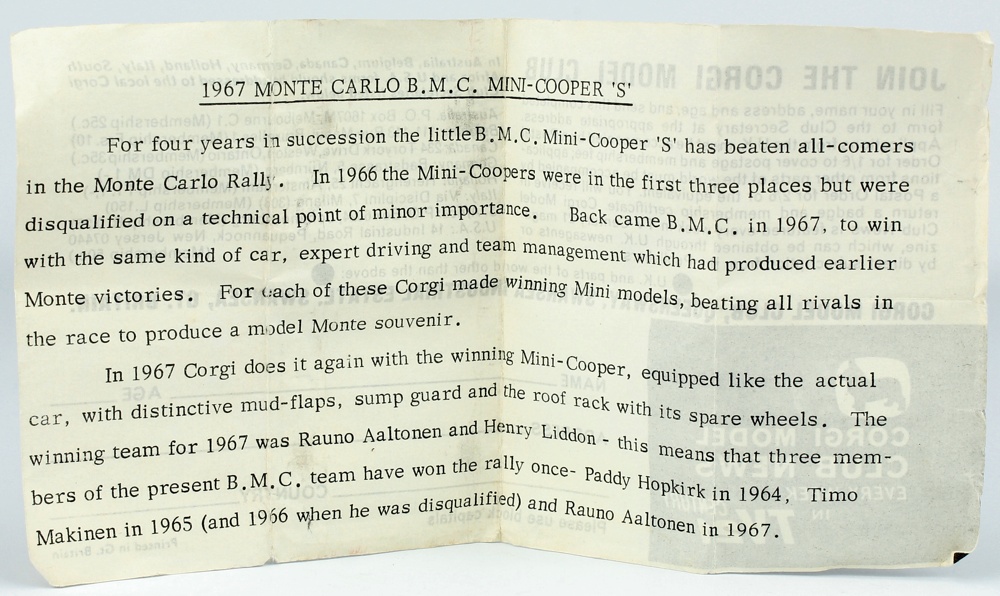 1967 MONTE CARLO B.M.C. MINI-COOPER 'S'
For four years in succession the little B.M.C. Mini-Cooper 'S' has beaten all-comers
in the Monte Carlo Rally. In 1966 the Mini-Coopers were in the first three places but were
disqualified on a technical point of minor importance. Back came B.M.C. in 1967, to win
with the same kind of car, expert driving and team management which had produced earlier
Monte victories. For each of these Corgi made winning Mini models, beating all rivals in
the race to produce a model Monte souvenir.
In 1967 Corgi does it again with the winning Mini-Cooper, equipped like the actual
car, with distinctive mud-flaps, sump guard and the roof rack with its spare wheels. The
winning team for 1967 was Rauno Aaltonen and Henry Liddon - this means that three mem-
bers of the present B.M.C. team have won the rally once- Paddy Hopkirk in 1964, Timo
Makinen in 1965 (and 1966 when he was disqualified) and Rauno Aaltonen in 1967.